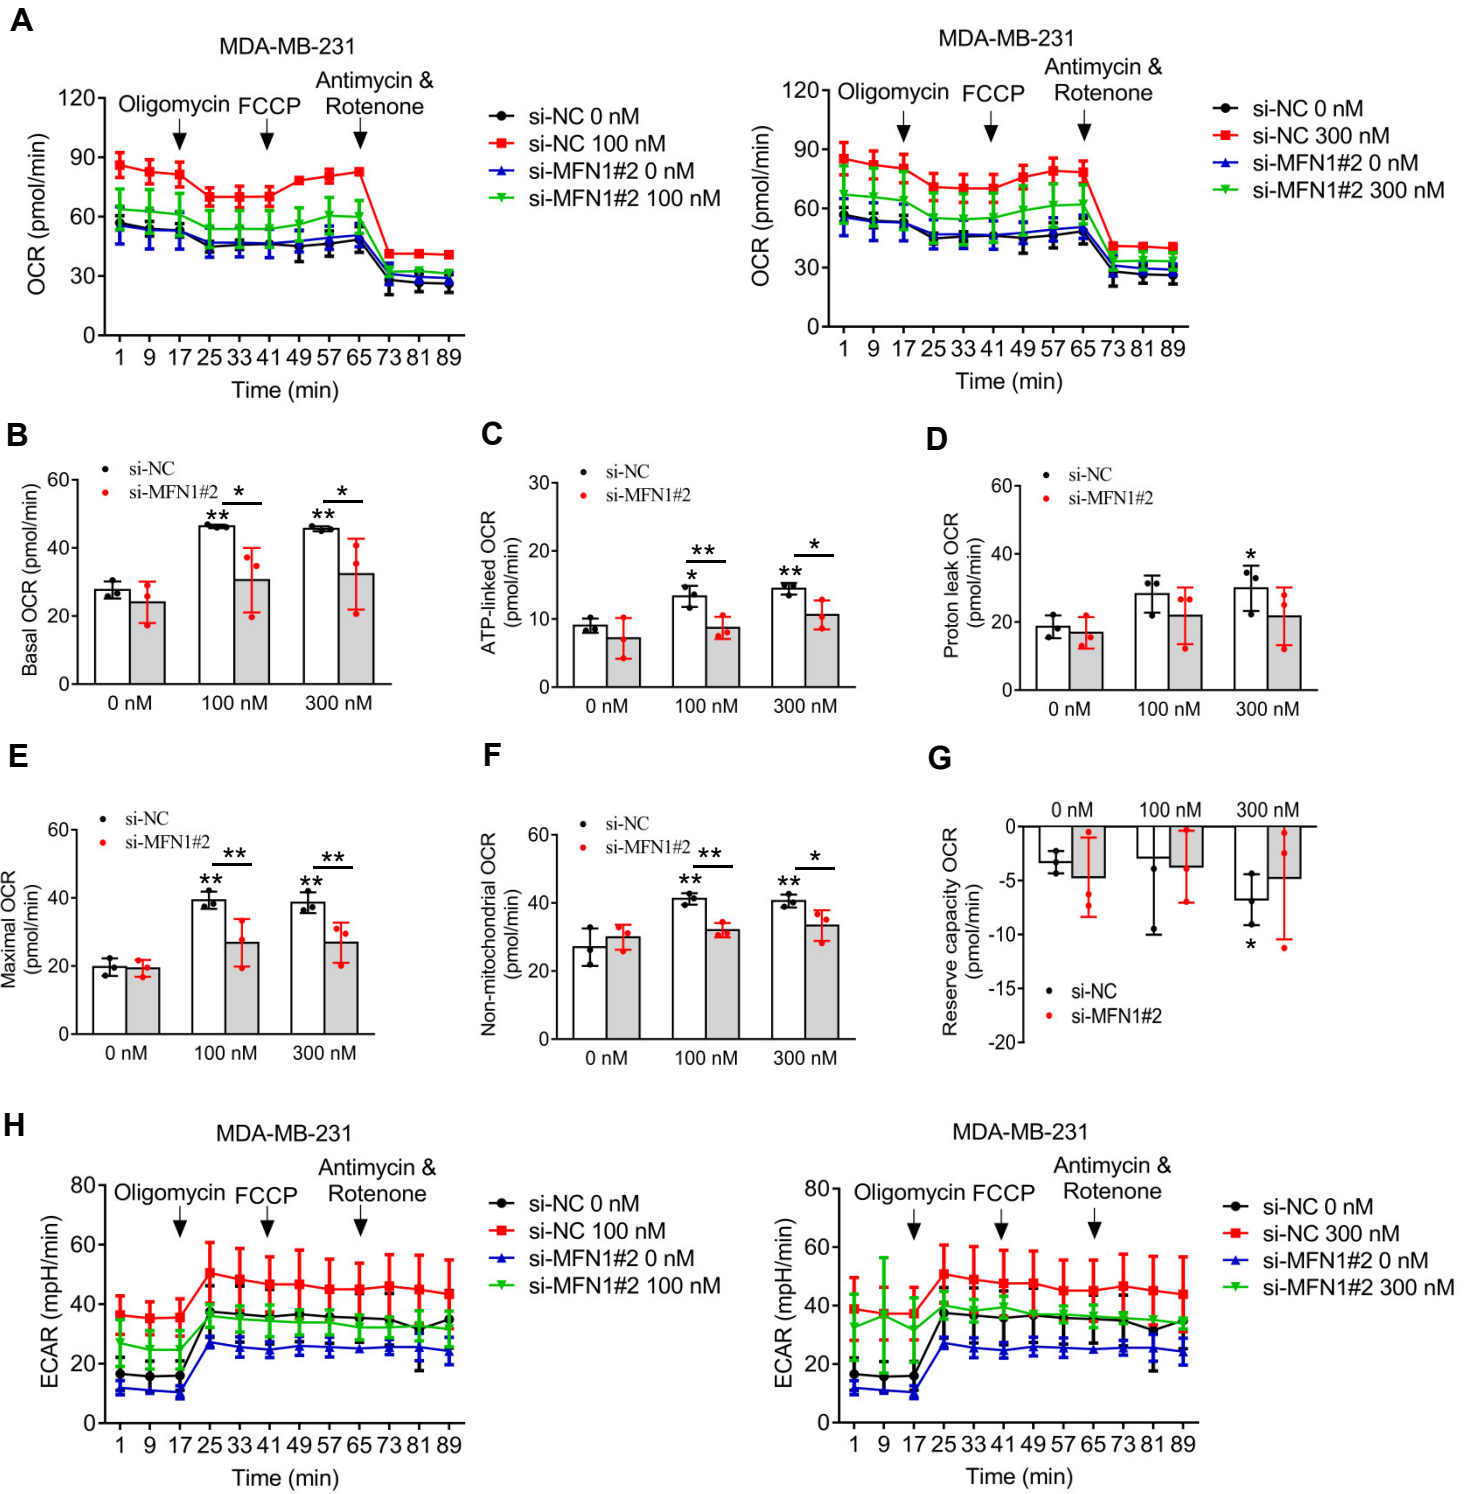 A
MDA-MB-231
Oligomycin FCCP Antimycin & Rotenone
OCR (pmol/min)
120
90
60
30
0
1 9 17 25 33 41 49 57 65 73 81 89
Time (min)
si-NC 0 nM
si-NC 100 nM
si-MFN1#2 0 nM
si-MFN1#2 100 nM
MDA-MB-231
Oligomycin FCCP Antimycin & Rotenone
OCR (pmol/min)
120
90
60
30
0
1 9 17 25 33 41 49 57 65 73 81 89
Time (min)
si-NC 0 nM
si-NC 300 nM
si-MFN1#2 0 nM
si-MFN1#2 300 nM
B
si-NC
si-MFN1#2
Basal OCR (pmol/min)
60
40
20
0
** *
** *
0 nM 100 nM 300 nM
C
si-NC
si-MFN1#2
ATP-linked OCR
(pmol/min)
30
20
10
0
* **
** *
0 nM 100 nM 300 nM
D
si-NC
si-MFN1#2
Proton leak OCR
(pmol/min)
60
40
20
0
*
0 nM 100 nM 300 nM
E
si-NC
si-MFN1#2
Maximal OCR
(pmol/min)
60
40
20
0
** **
** **
0 nM 100 nM 300 nM
F
si-NC
si-MFN1#2
Non-mitochondrial OCR
(pmol/min)
60
40
20
0
** **
** *
0 nM 100 nM 300 nM
G
0 nM 100 nM 300 nM
Reserve capacity OCR
(pmol/min)
0
-5
-10
-15
-20
*
si-NC
si-MFN1#2
H
MDA-MB-231
Oligomycin FCCP Antimycin & Rotenone
ECAR (mpH/min)
80
60
40
20
0
1 9 17 25 33 41 49 57 65 73 81 89
Time (min)
si-NC 0 nM
si-NC 100 nM
si-MFN1#2 0 nM
si-MFN1#2 100 nM
MDA-MB-231
Oligomycin FCCP Antimycin & Rotenone
ECAR (mpH/min)
80
60
40
20
0
1 9 17 25 33 41 49 57 65 73 81 89
Time (min)
si-NC 0 nM
si-NC 300 nM
si-MFN1#2 0 nM
si-MFN1#2 300 nM